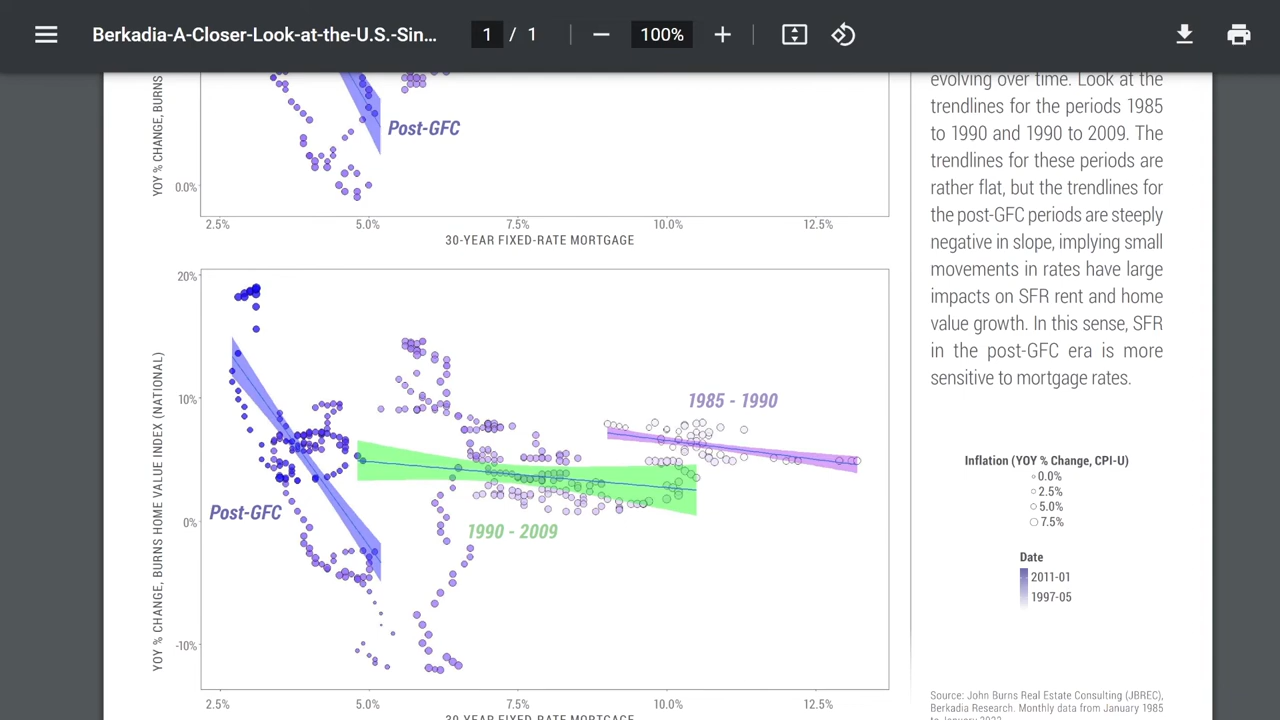 Berkadia-A-Closer-Look-at-the-U.S.-Sin...
1 / 1
100%
YOY % CHANGE, BURNS
Post-GFC
0.0%
2.5% 5.0% 7.5% 10.0% 12.5%
30-YEAR FIXED-RATE MORTGAGE
YOY % CHANGE, BURNS HOME VALUE INDEX (NATIONAL)
20%
10%
0%
-10%
1985 - 1990
Post-GFC
1990 - 2009
2.5% 5.0% 7.5% 10.0% 12.5%
30-YEAR FIXED-RATE MORTGAGE
evolving over time. Look at the
trendlines for the periods 1985
to 1990 and 1990 to 2009. The
trendlines for these periods are
rather flat, but the trendlines for
the post-GFC periods are steeply
negative in slope, implying small
movements in rates have large
impacts on SFR rent and home
value growth. In this sense, SFR
in the post-GFC era is more
sensitive to mortgage rates.
Inflation (YOY % Change, CPI-U)
0.0%
2.5%
5.0%
7.5%
Date
2011-01
1997-05
Source: John Burns Real Estate Consulting (JBREC),
Berkadia Research. Monthly data from January 1985
to January